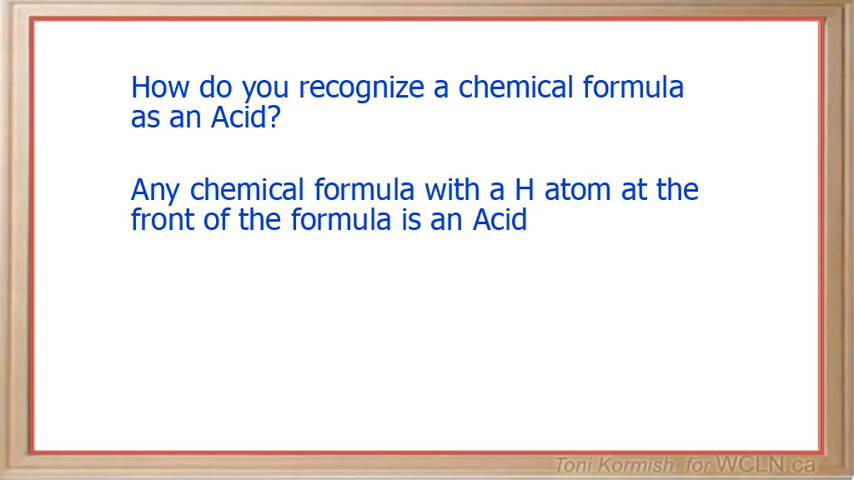 How do you recognize a chemical formula
as an Acid?
Any chemical formula with a H atom at the
front of the formula is an Acid
Toni Kormish for WCLN.ca